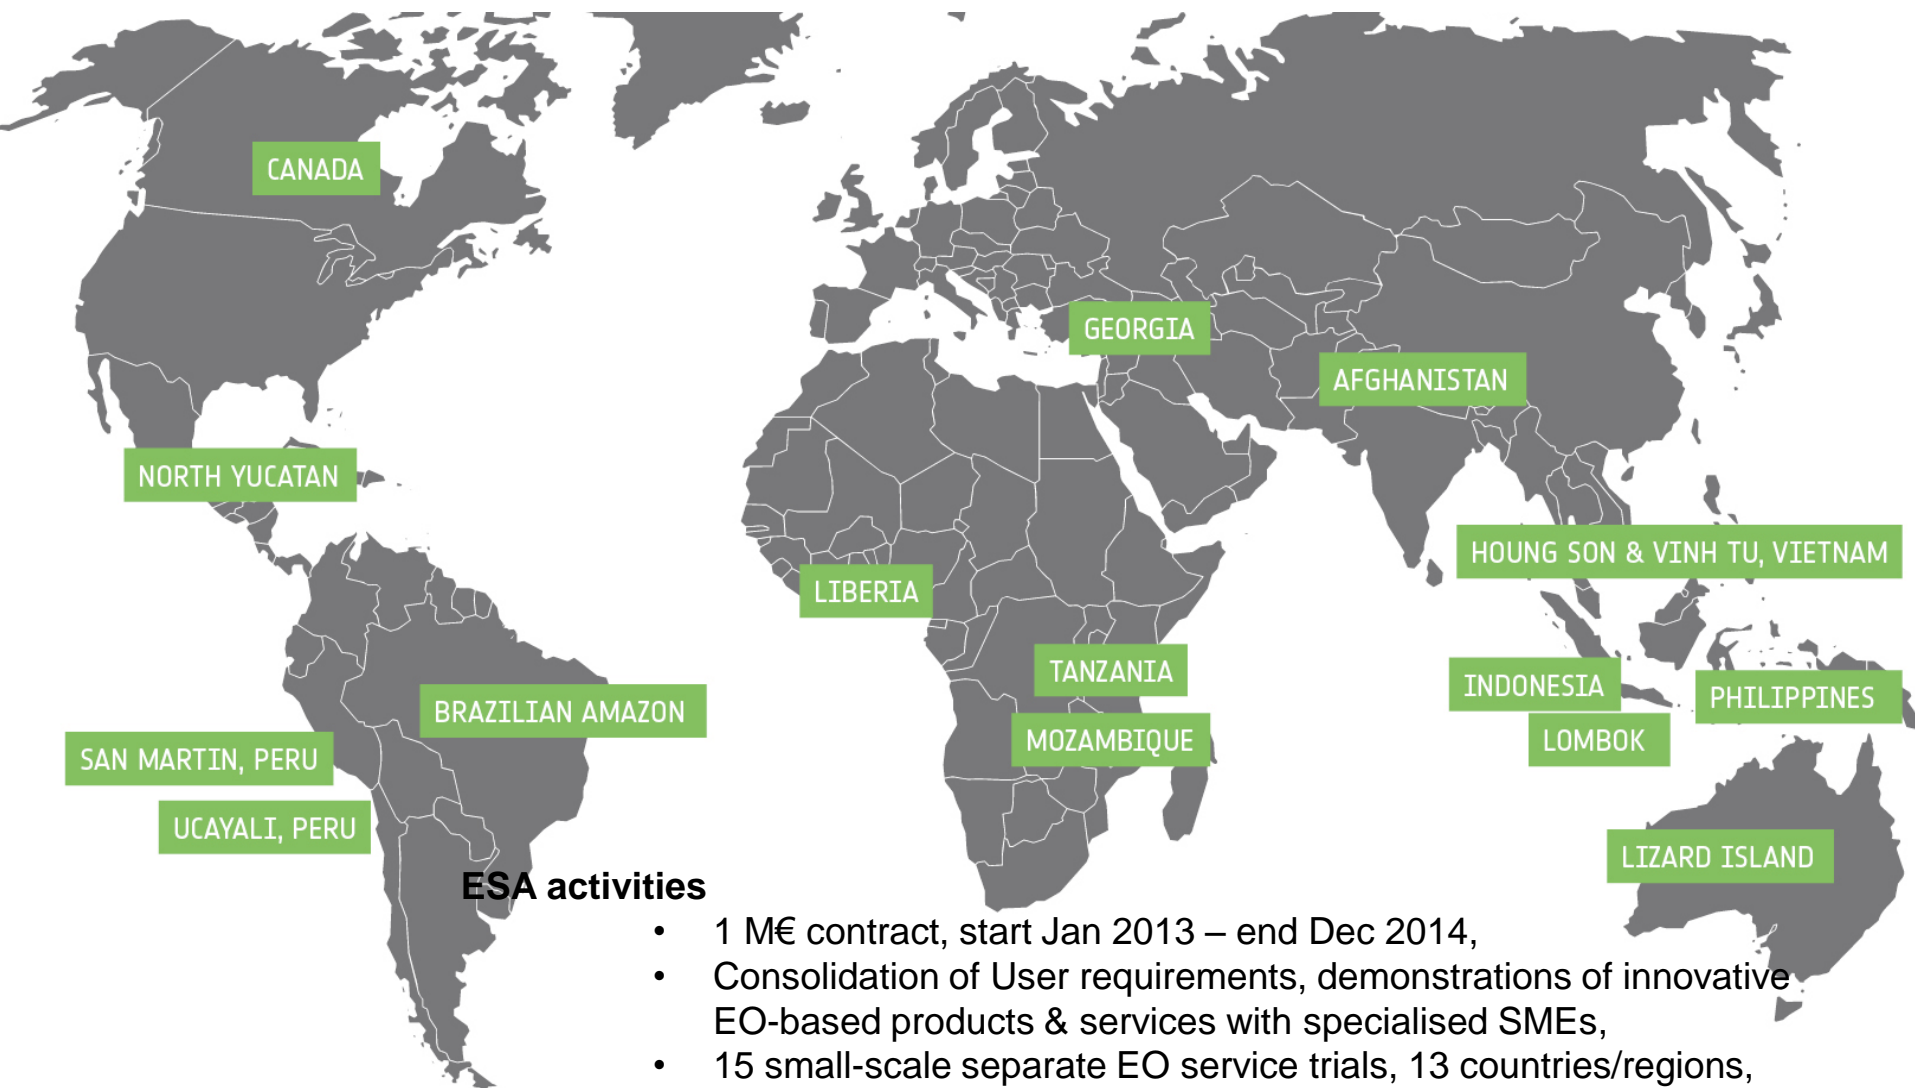 CANADA
GEORGIA
AFGHANISTAN
NORTH YUCATAN
HOUNG SON & VINH TU, VIETNAM
LIBERIA
TANZANIA
INDONESIA
PHILIPPINES
BRAZILIAN AMAZON
MOZAMBIQUE
LOMBOK
SAN MARTIN, PERU
UCAYALI, PERU
LIZARD ISLAND
ESA activities
• 1 M€ contract, start Jan 2013 – end Dec 2014,
• Consolidation of User requirements, demonstrations of innovative
EO-based products & services with specialised SMEs,
• 15 small-scale separate EO service trials, 13 countries/regions,